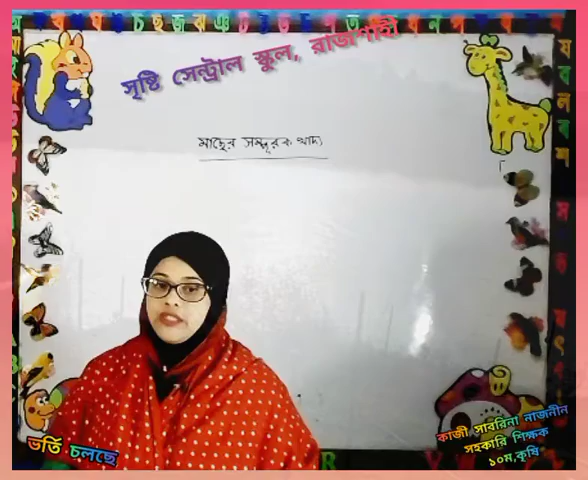 সৃষ্টি সেন্ট্রাল স্কুল, রাজশাহী
মাছের সম্পূরক খাদ্য
ভর্তি চলছে
কাজী সাবরিনা নাজনীন
সহকারি শিক্ষক
১০ম,কৃষি